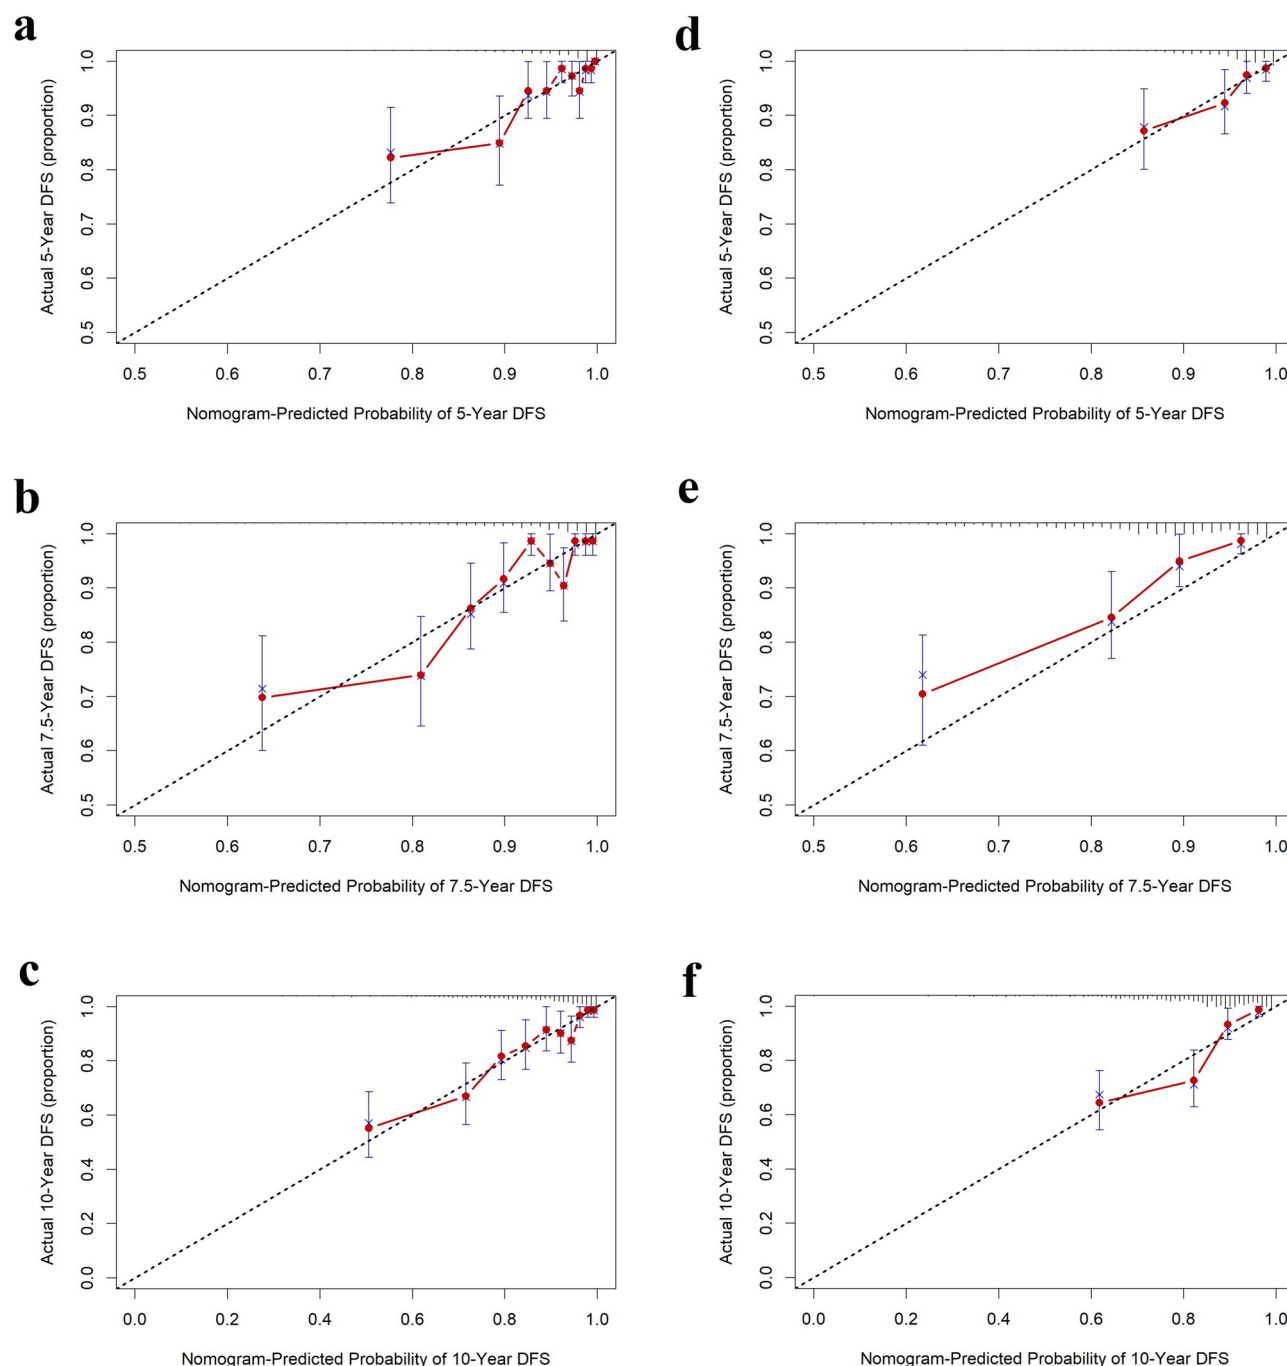 a
Actual 5-Year DFS (proportion)
1.0
0.9
0.8
0.7
0.6
0.5
0.5 0.6 0.7 0.8 0.9 1.0
Nomogram-Predicted Probability of 5-Year DFS
d
Actual 5-Year DFS (proportion)
1.0
0.9
0.8
0.7
0.6
0.5
0.5 0.6 0.7 0.8 0.9 1.0
Nomogram-Predicted Probability of 5-Year DFS
b
Actual 7.5-Year DFS (proportion)
1.0
0.9
0.8
0.7
0.6
0.5
0.5 0.6 0.7 0.8 0.9 1.0
Nomogram-Predicted Probability of 7.5-Year DFS
e
Actual 7.5-Year DFS (proportion)
1.0
0.9
0.8
0.7
0.6
0.5
0.5 0.6 0.7 0.8 0.9 1.0
Nomogram-Predicted Probability of 7.5-Year DFS
c
Actual 10-Year DFS (proportion)
1.0
0.8
0.6
0.4
0.2
0.0
0.0 0.2 0.4 0.6 0.8 1.0
Nomogram-Predicted Probability of 10-Year DFS
f
Actual 10-Year DFS (proportion)
1.0
0.8
0.6
0.4
0.2
0.0
0.0 0.2 0.4 0.6 0.8 1.0
Nomogram-Predicted Probability of 10-Year DFS